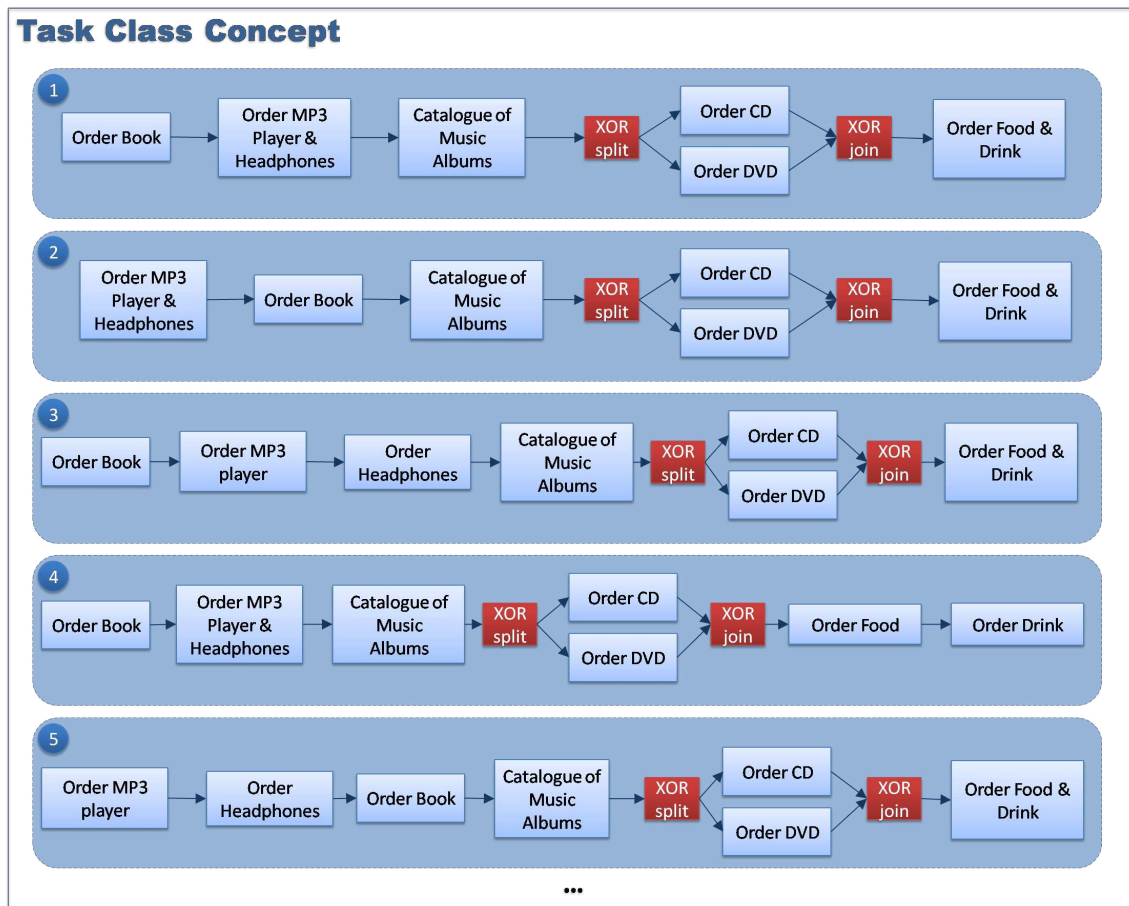 Task Class Concept
1
Order Book
Order MP3
Player &
Headphones
Catalogue of
Music
Albums
XOR
split
Order CD
Order DVD
XOR
join
Order Food &
Drink
2
Order MP3
Player &
Headphones
Order Book
Catalogue of
Music
Albums
XOR
split
Order CD
Order DVD
XOR
join
Order Food &
Drink
3
Order Book
Order MP3
player
Order
Headphones
Catalogue of
Music
Albums
XOR
split
Order CD
Order DVD
XOR
join
Order Food &
Drink
4
Order Book
Order MP3
Player &
Headphones
Catalogue of
Music
Albums
XOR
split
Order CD
Order DVD
XOR
join
Order Food
Order Drink
5
Order MP3
player
Order
Headphones
Order Book
Catalogue of
Music
Albums
XOR
split
Order CD
Order DVD
XOR
join
Order Food &
Drink
...